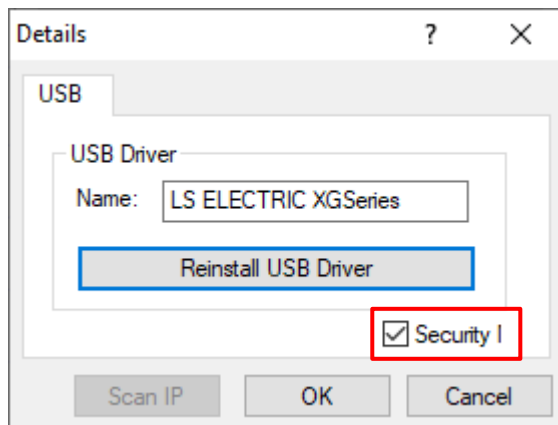 Details ? ×
USB
USB Driver
Name: LS ELECTRIC XGSeries
Reinstall USB Driver
Security I
Scan IP OK Cancel